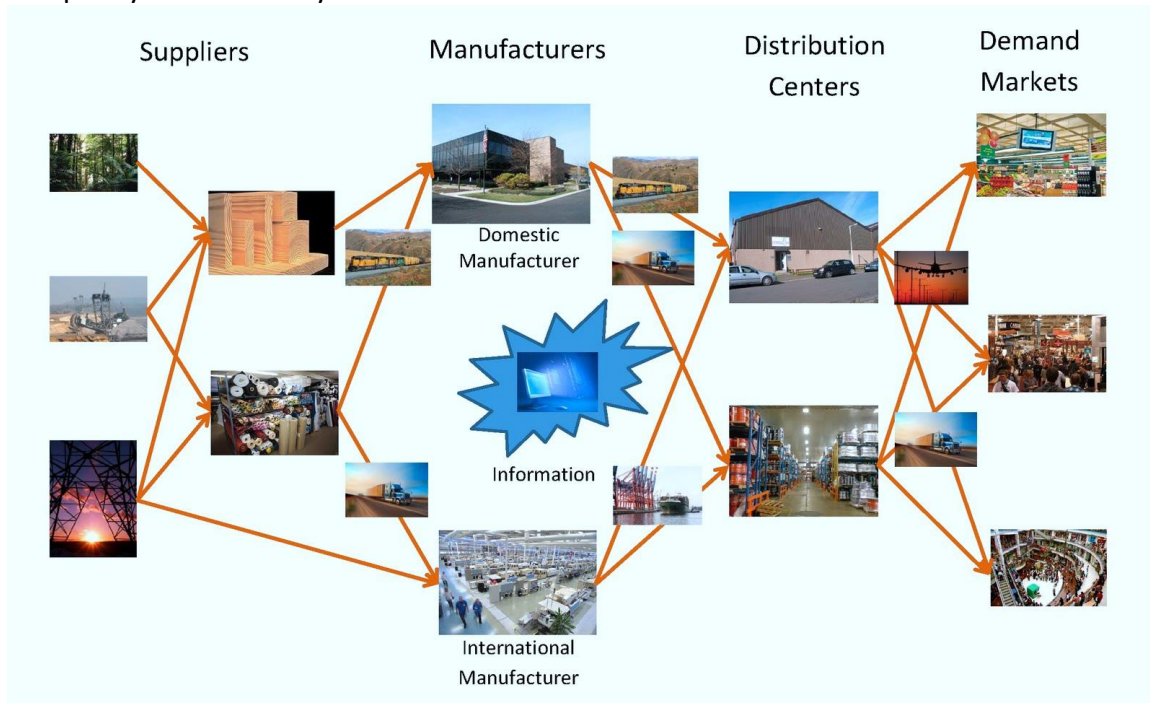 Suppliers
Manufacturers
Distribution
Centers
Demand
Markets
Domestic
Manufacturer
Information
International
Manufacturer